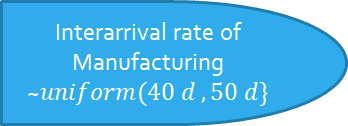 Interarrival rate of
Manufacturing
~uniform(40 d , 50 d}